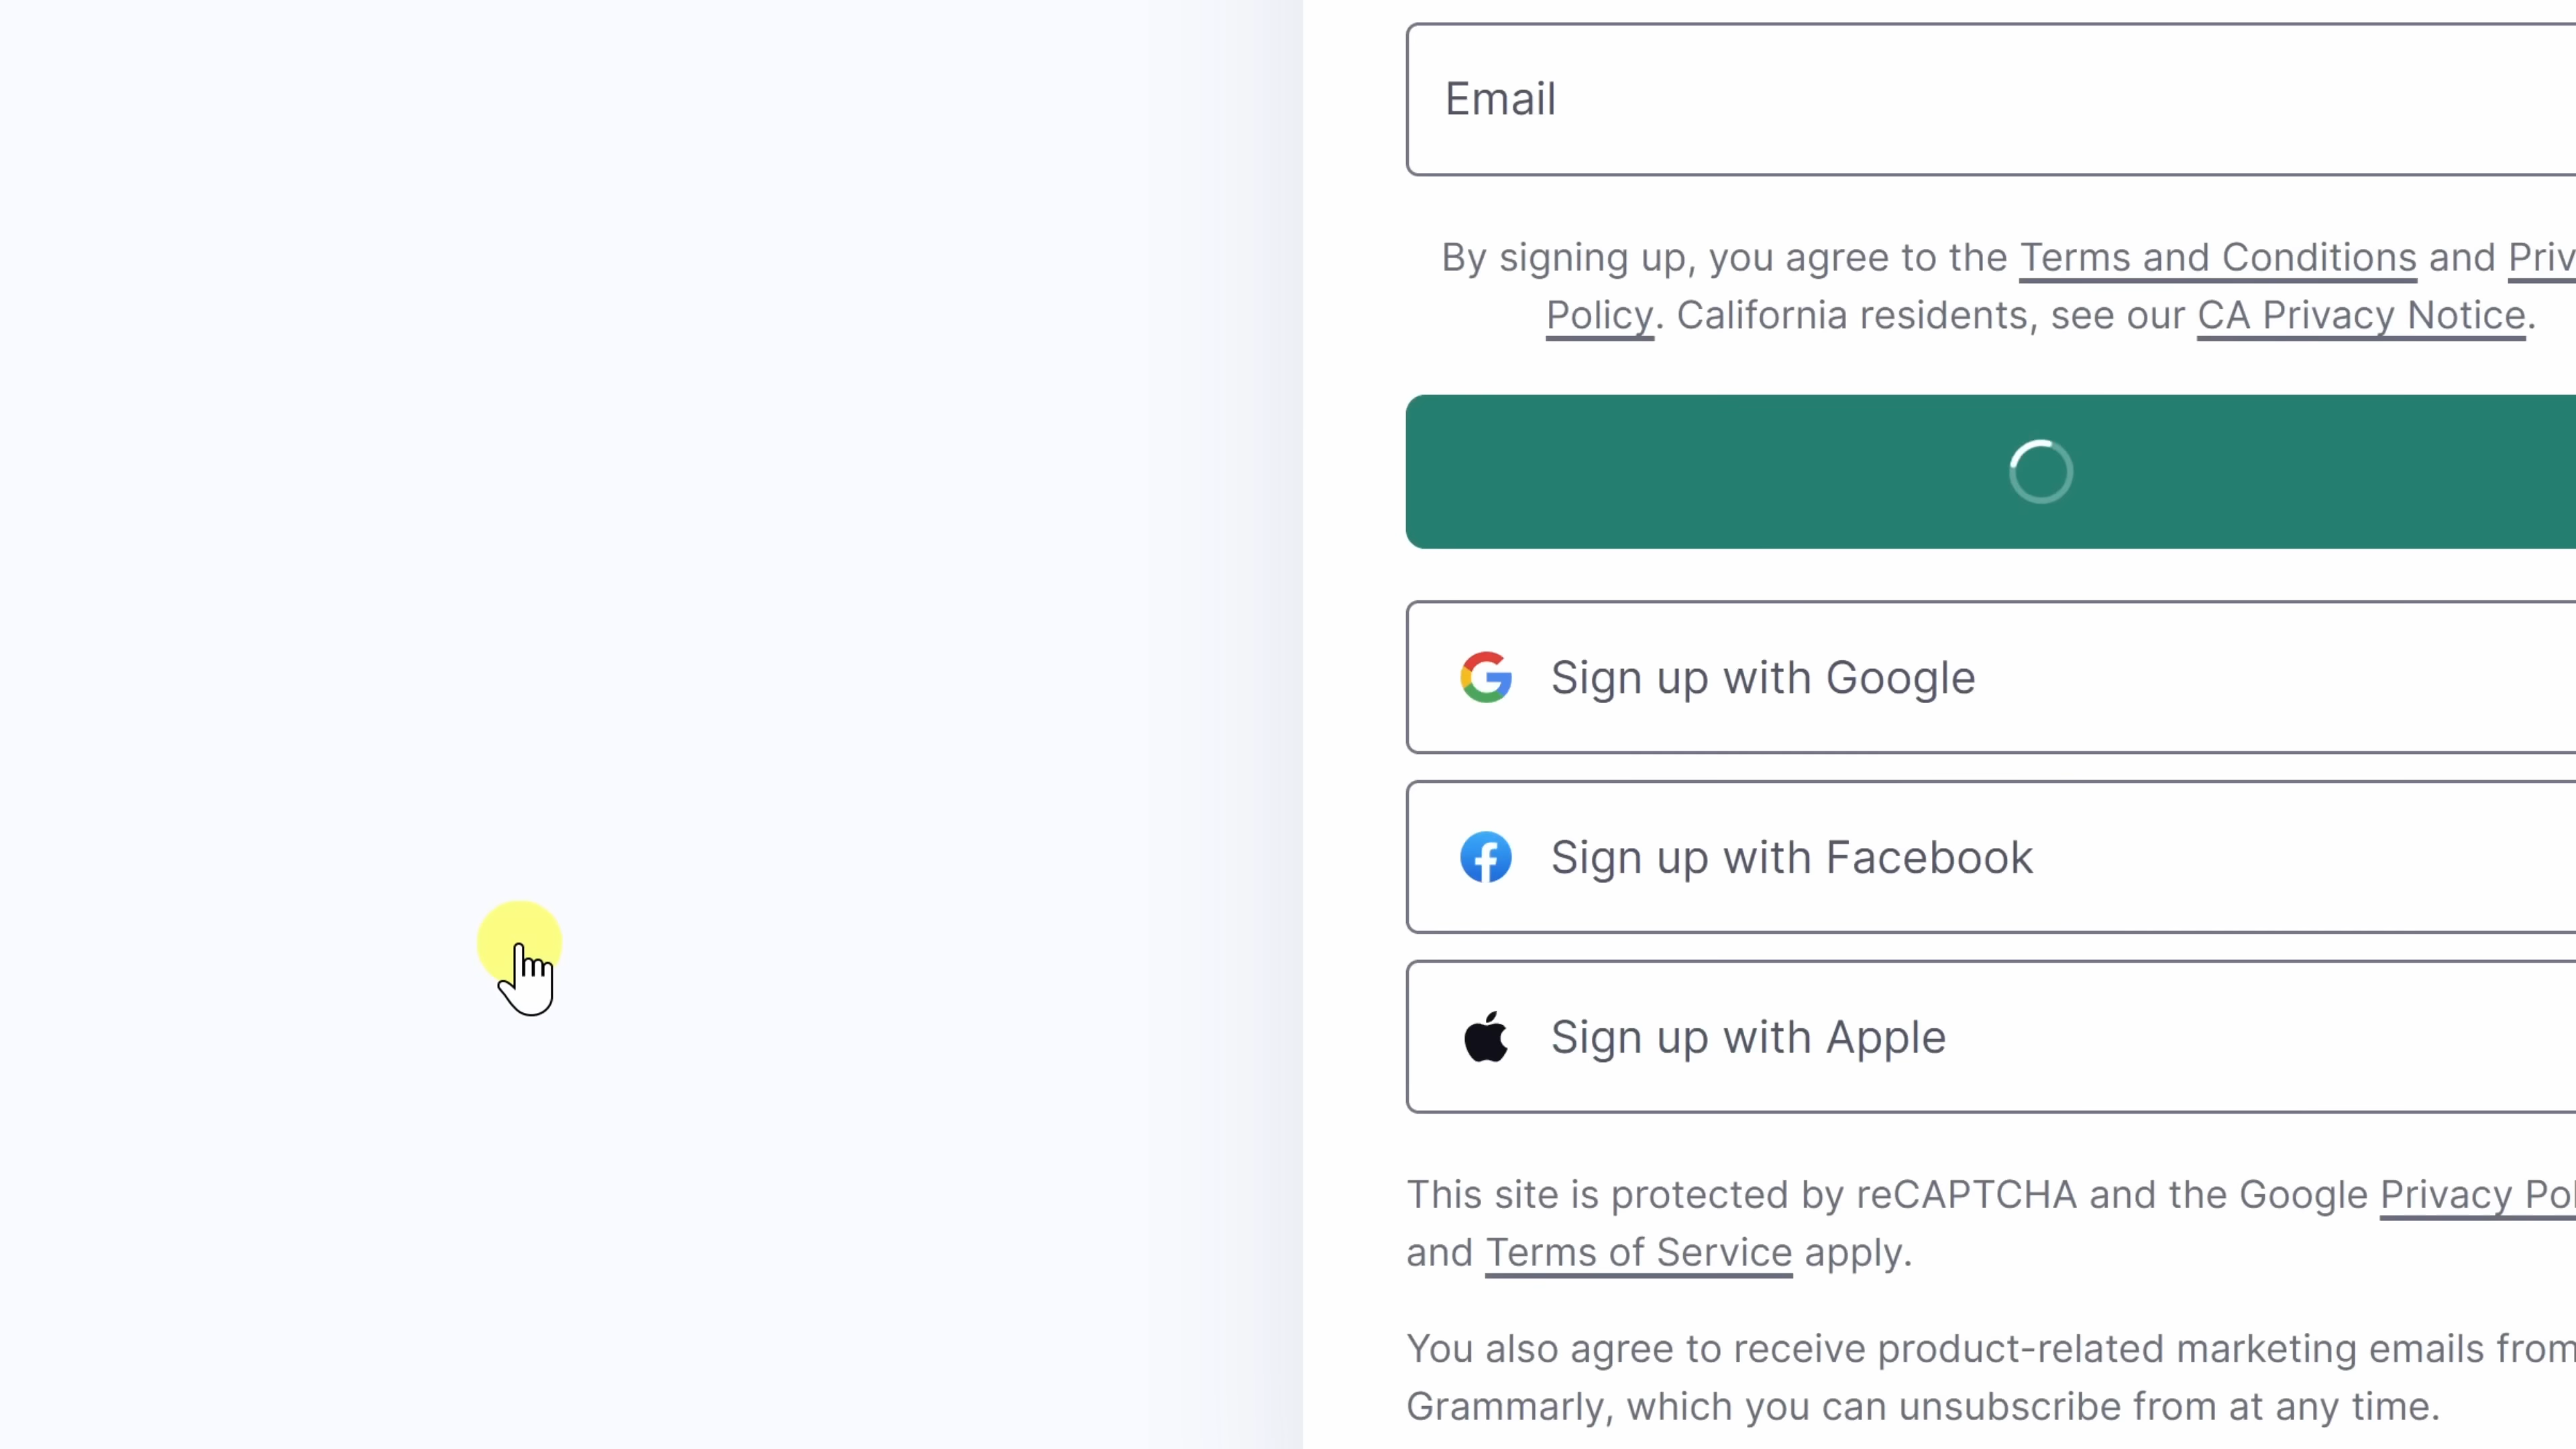 Email
By signing up, you agree to the Terms and Conditions and
Policy. California residents, see our CA Privacy Notice.
Sign up with Google
Sign up with Facebook
Sign up with Apple
This site is protected by reCAPTCHA and the Google Privacy
and Terms of Service apply.
You also agree to receive product-related marketing emails from
Grammarly, which you can unsubscribe from at any time.